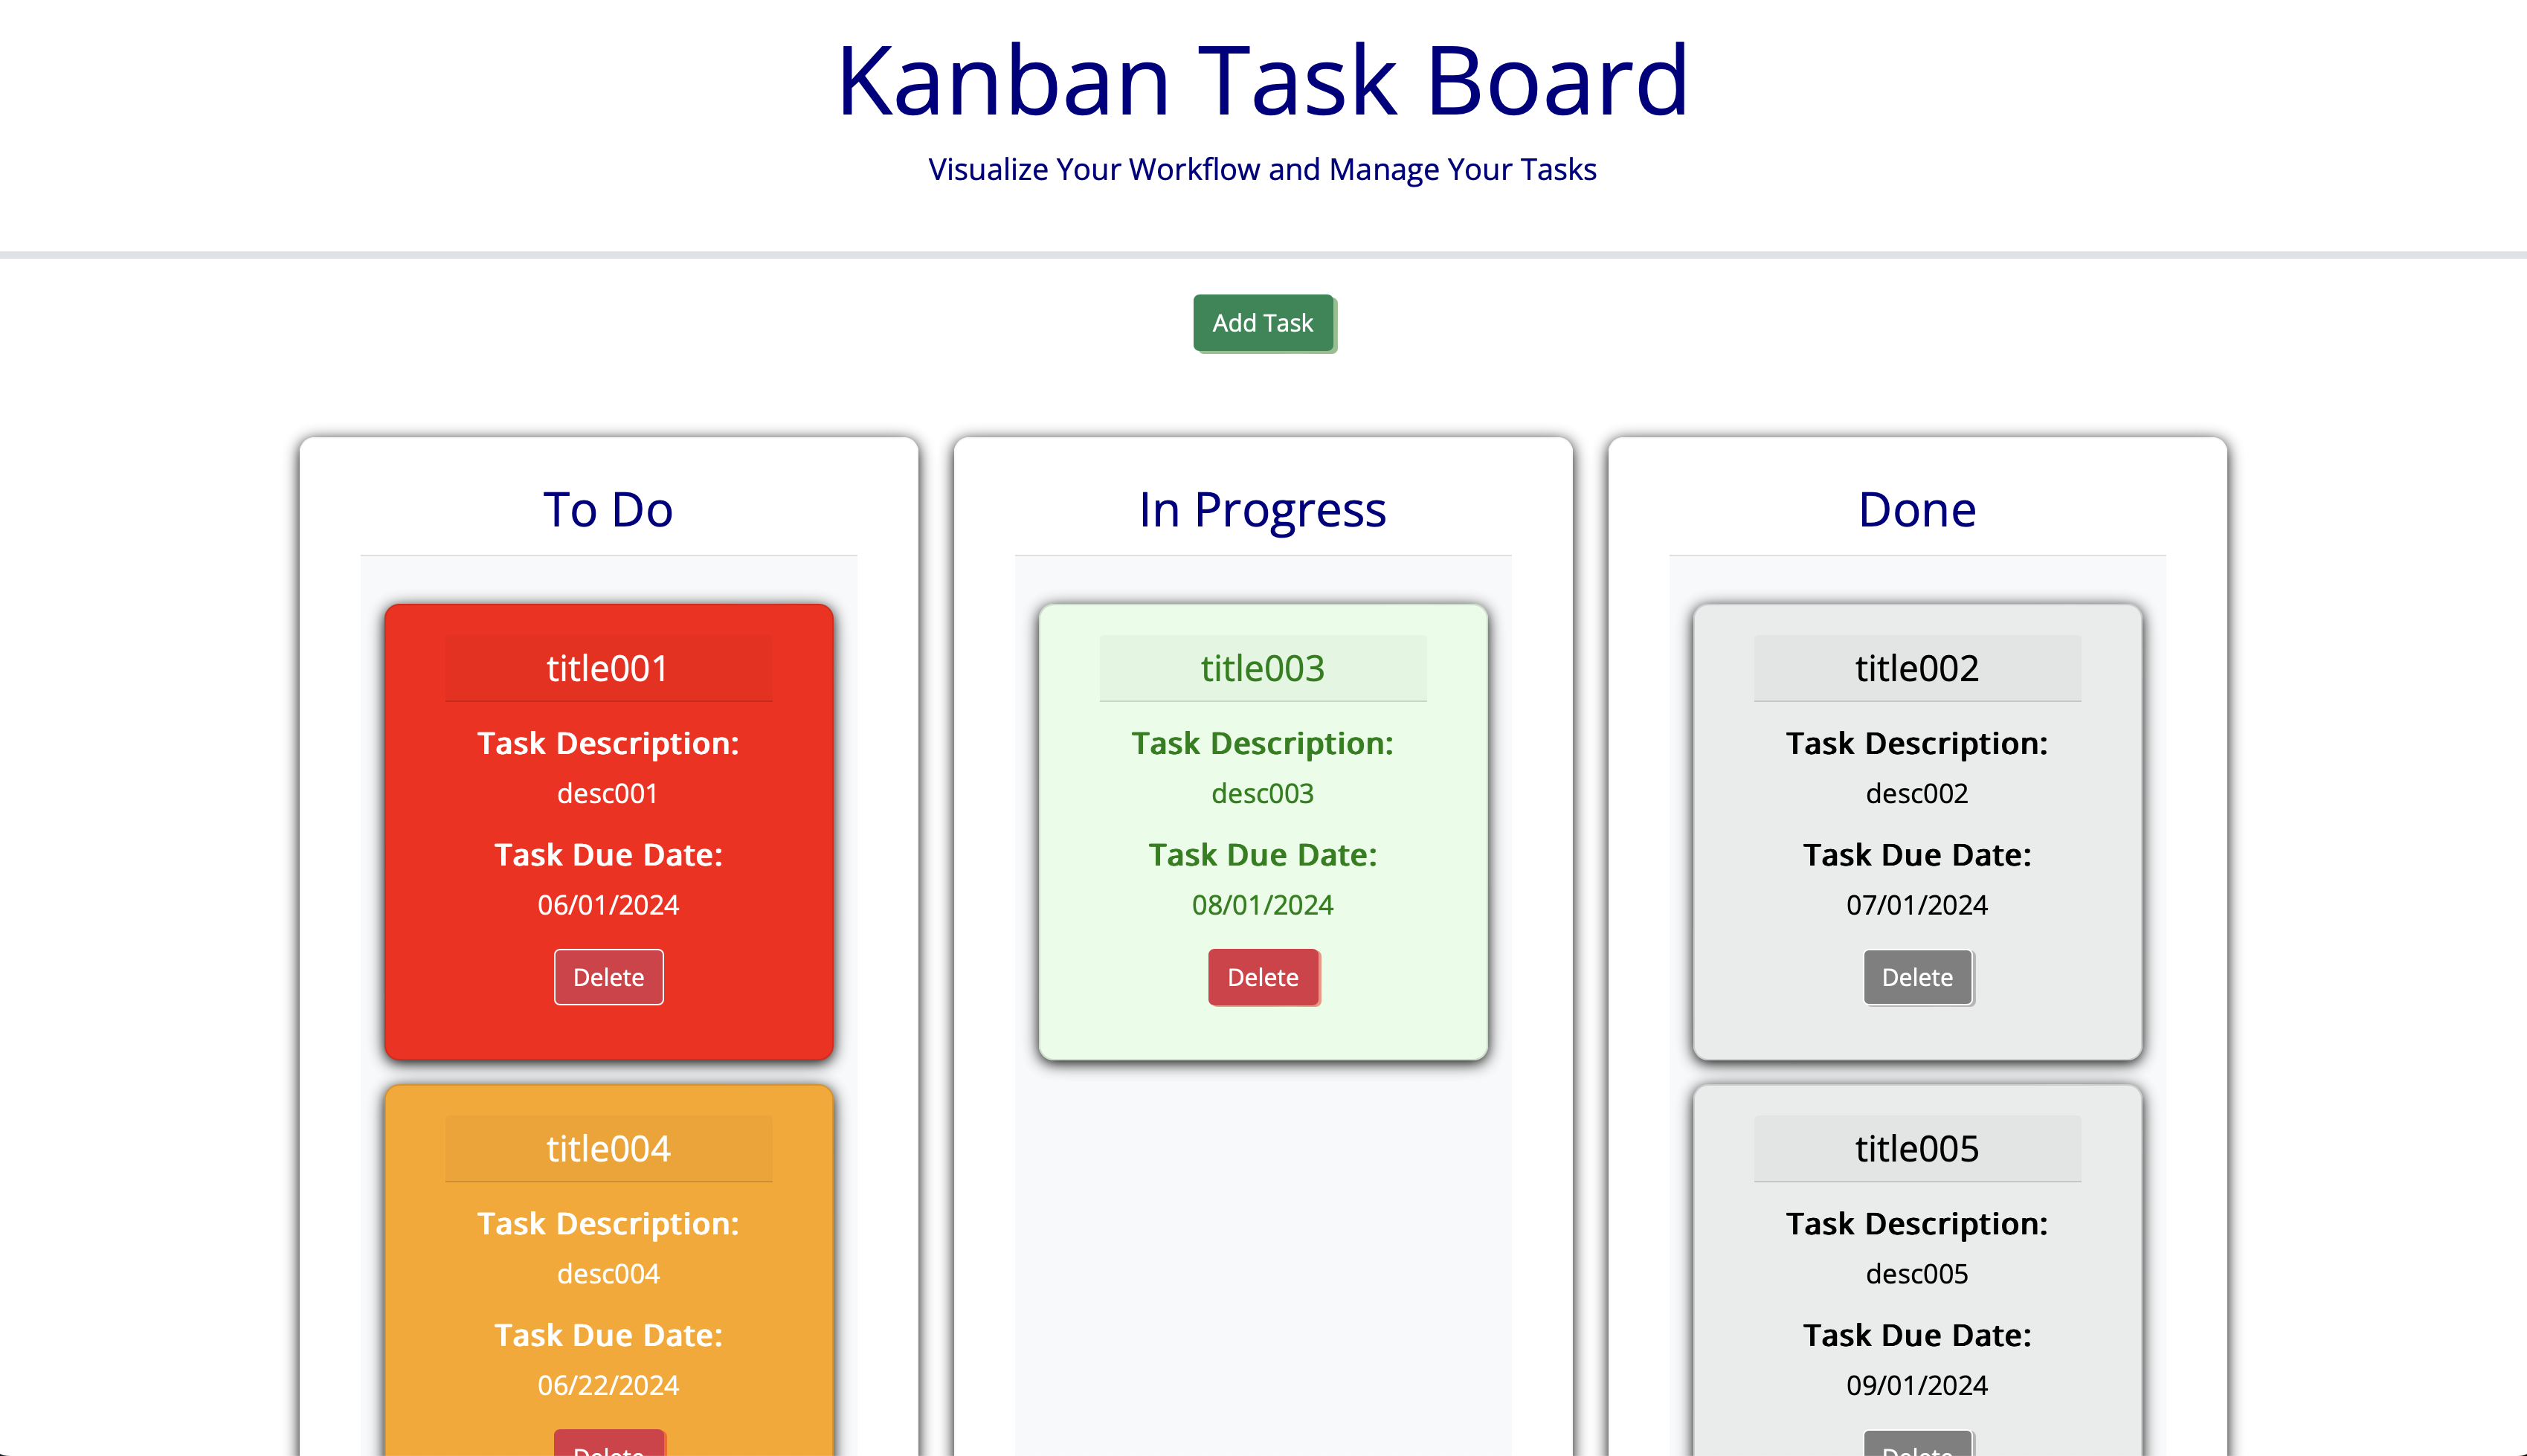 Kanban Task Board
Visualize Your Workflow and Manage Your Tasks
Add Task
To Do
title001
Task Description:
desc001
Task Due Date:
06/01/2024
Delete
title004
Task Description:
desc004
Task Due Date:
06/22/2024
Delete
In Progress
title003
Task Description:
desc003
Task Due Date:
08/01/2024
Delete
Done
title002
Task Description:
desc002
Task Due Date:
07/01/2024
Delete
title005
Task Description:
desc005
Task Due Date:
09/01/2024
Delete